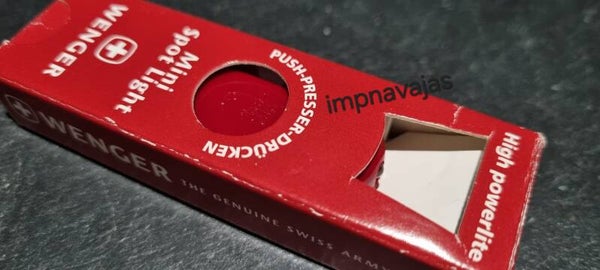 WENGER
Mini
Spot Light
PUSH-PRESSER-DRÜCKEN
High powerlite
impnavajas
WENGER THE GENUINE SWISS ARMY